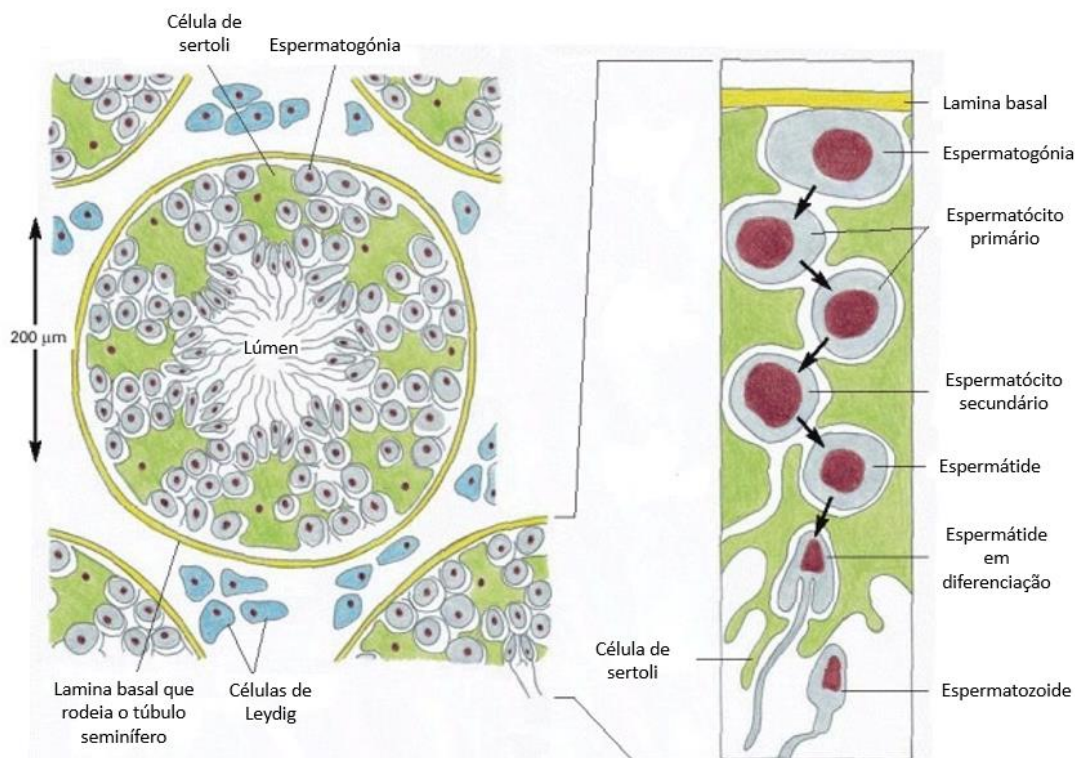 Célula de
sertoli
Espermatogónia
Lamina basal
Espermatogónia
Espermatócito
primário
200 μm
Lúmen
Espermatócito
secundário
Espermátide
Espermátide
em
diferenciação
Célula de
sertoli
Espermatozoide
Lamina basal que
rodeia o túbulo
seminífero
Células de
Leydig